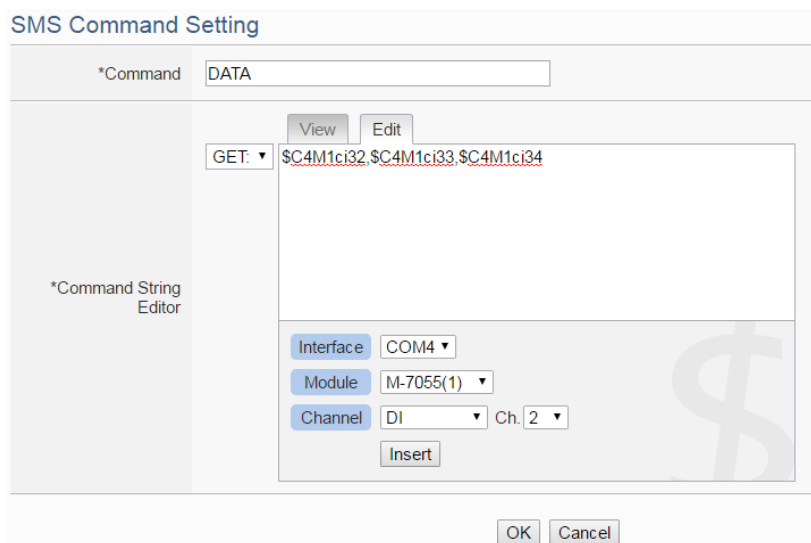 SMS Command Setting
*Command DATA
View Edit
GET: $C4M1ci32,$C4M1ci33,$C4M1ci34
*Command String
Editor
Interface COM4
Module M-7055(1)
Channel DI Ch. 2
Insert
$
OK Cancel